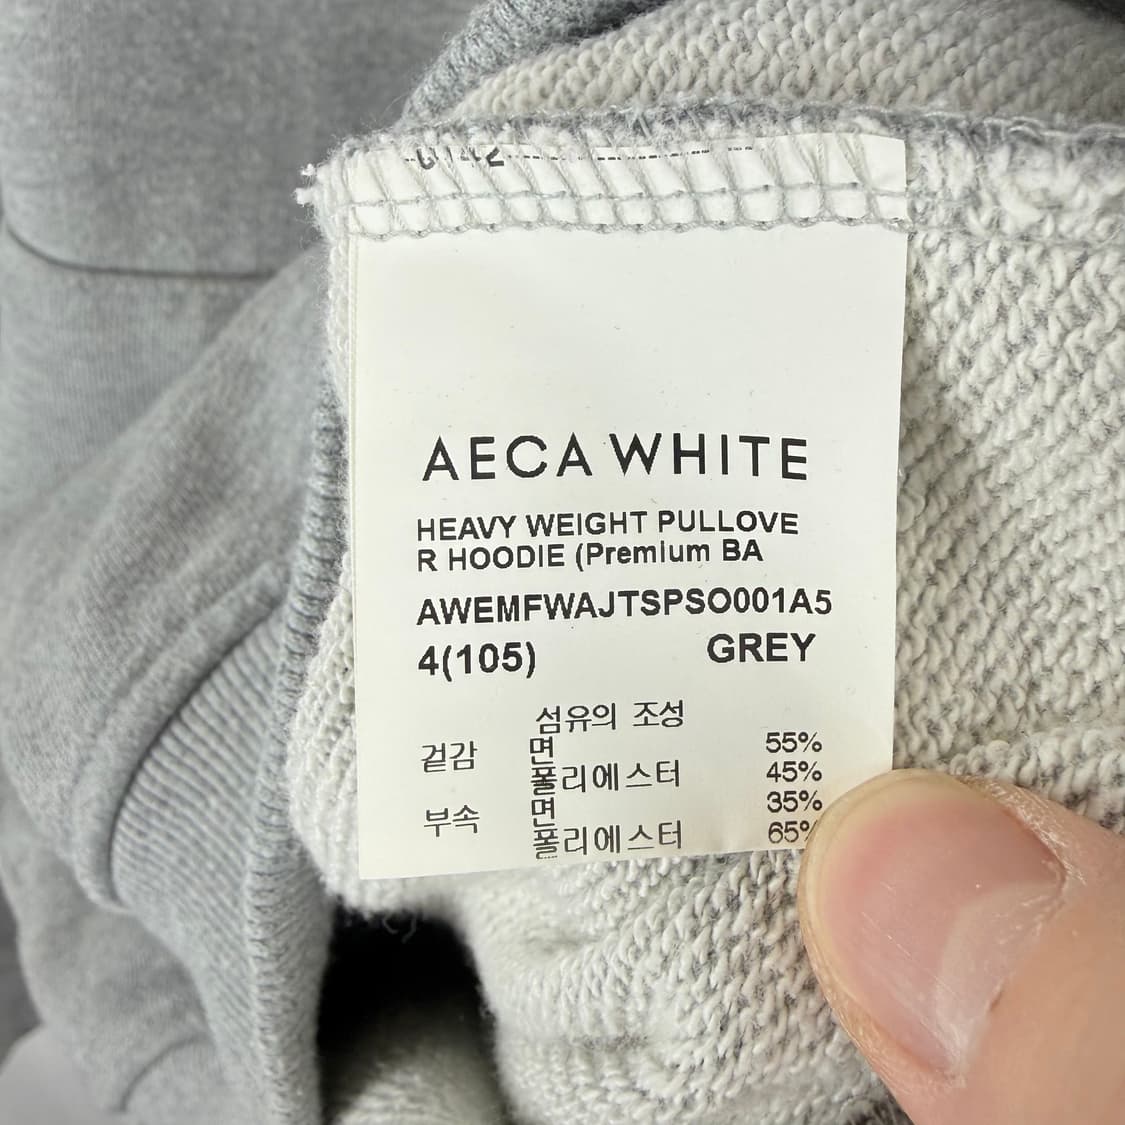 AECA WHITE
HEAVY WEIGHT PULLOVE
R HOODIE (Premium BA
AWEMFWAJTSPSO001A5
4(105) GREY
섬유의 조성
겉감 면 55%
폴리에스터 45%
부속 면 35%
폴리에스터 65%